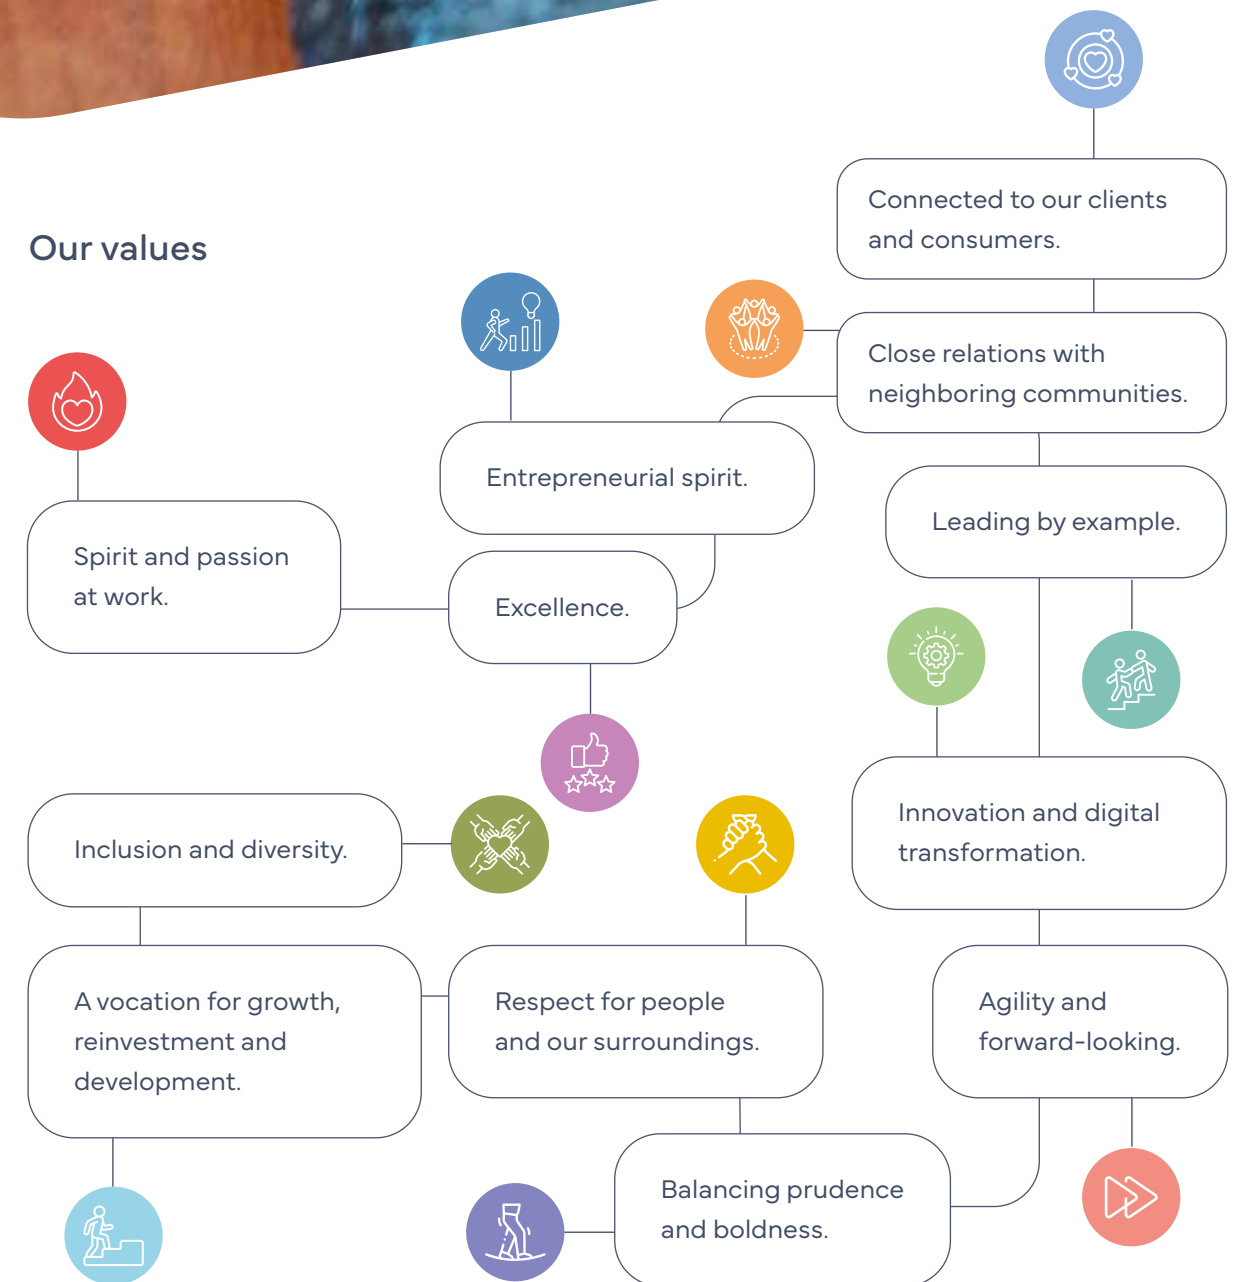 Our values
Connected to our clients
and consumers.
Close relations with
neighboring communities.
Entrepreneurial spirit.
Leading by example.
Spirit and passion
at work.
Excellence.
Innovation and digital
transformation.
Inclusion and diversity.
A vocation for growth,
reinvestment and
development.
Respect for people
and our surroundings.
Agility and
forward-looking.
Balancing prudence
and boldness.